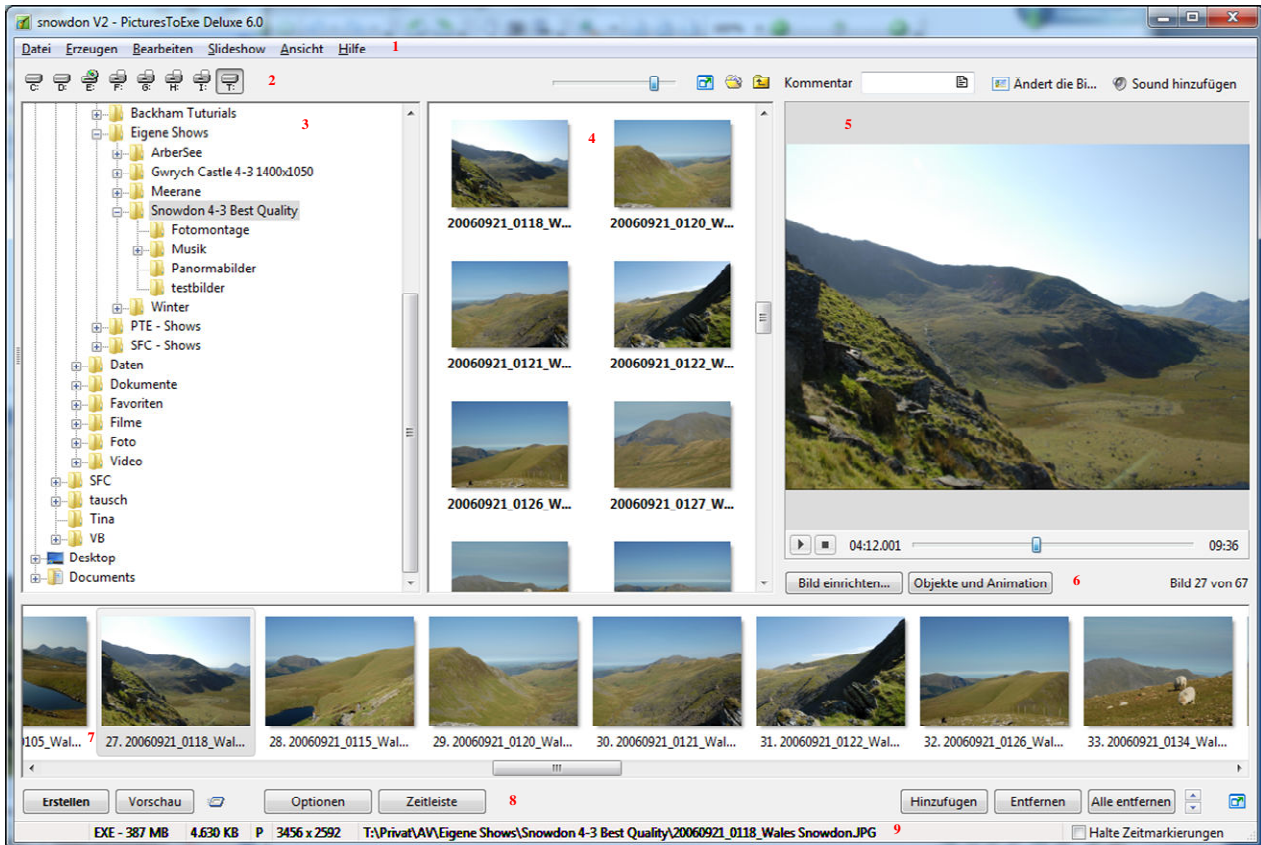 snowdon V2 - PicturesToExe Deluxe 6.0
Datei Erzeugen Bearbeiten Slideshow Ansicht Hilfe 1
C: D: E: F: G: H: I: T: 2
Kommentar Ändert die Bi... Sound hinzufügen
3
Backham Tuturials
Eigene Shows
ArberSee
Gwrych Castle 4-3 1400x1050
Meerane
Snowdon 4-3 Best Quality
Fotomontage
Musik
Panormabilder
testbilder
Winter
PTE - Shows
SFC - Shows
Daten
Dokumente
Favoriten
Filme
Foto
Video
SFC
tausch
Tina
VB
Desktop
Documents
4
20060921_0118_W... 20060921_0120_W...
20060921_0121_W... 20060921_0122_W...
20060921_0126_W... 20060921_0127_W...
5
04:12.001 09:36
Bild einrichten... Objekte und Animation 6 Bild 27 von 67
0105_Wal... 7 27. 20060921_0118_Wal... 28. 20060921_0115_Wal... 29. 20060921_0120_Wal... 30. 20060921_0121_Wal... 31. 20060921_0122_Wal... 32. 20060921_0126_Wal... 33. 20060921_0134_Wal...
Erstellen Vorschau Optionen Zeitleiste 8 Hinzufügen Entfernen Alle entfernen
EXE - 387 MB 4.630 KB P 3456 x 2592 T:\Privat\AV\Eigene Shows\Snowdon 4-3 Best Quality\20060921_0118_Wales Snowdon.JPG 9 Halte Zeitmarkierungen